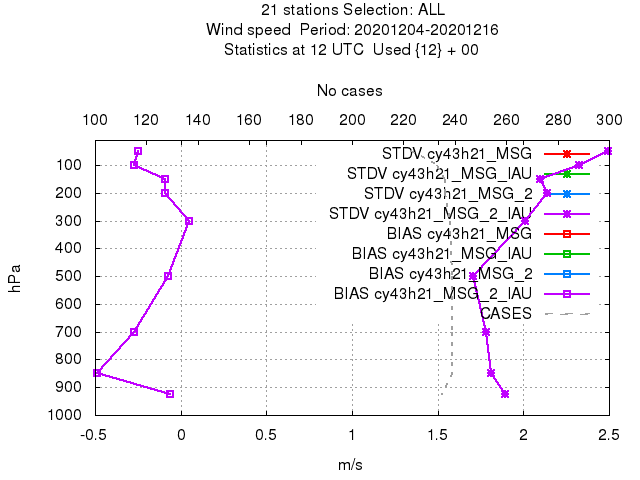 21 stations Selection: ALL
Wind speed  Period: 20201204-20201216
Statistics at 12 UTC  Used {12} + 00
No cases
100 120 140 160 180 200 220 240 260 280 300
STDV cy43h21_MSG
STDV cy43h21_MSG_IAU
STDV cy43h21_MSG_2
STDV cy43h21_MSG_2_IAU
BIAS cy43h21_MSG
BIAS cy43h21_MSG_IAU
BIAS cy43h21_MSG_2
BIAS cy43h21_MSG_2_IAU
CASES
100
200
300
400
500
600
700
800
900
1000
hPa
-0.5 0 0.5 1 1.5 2 2.5
m/s